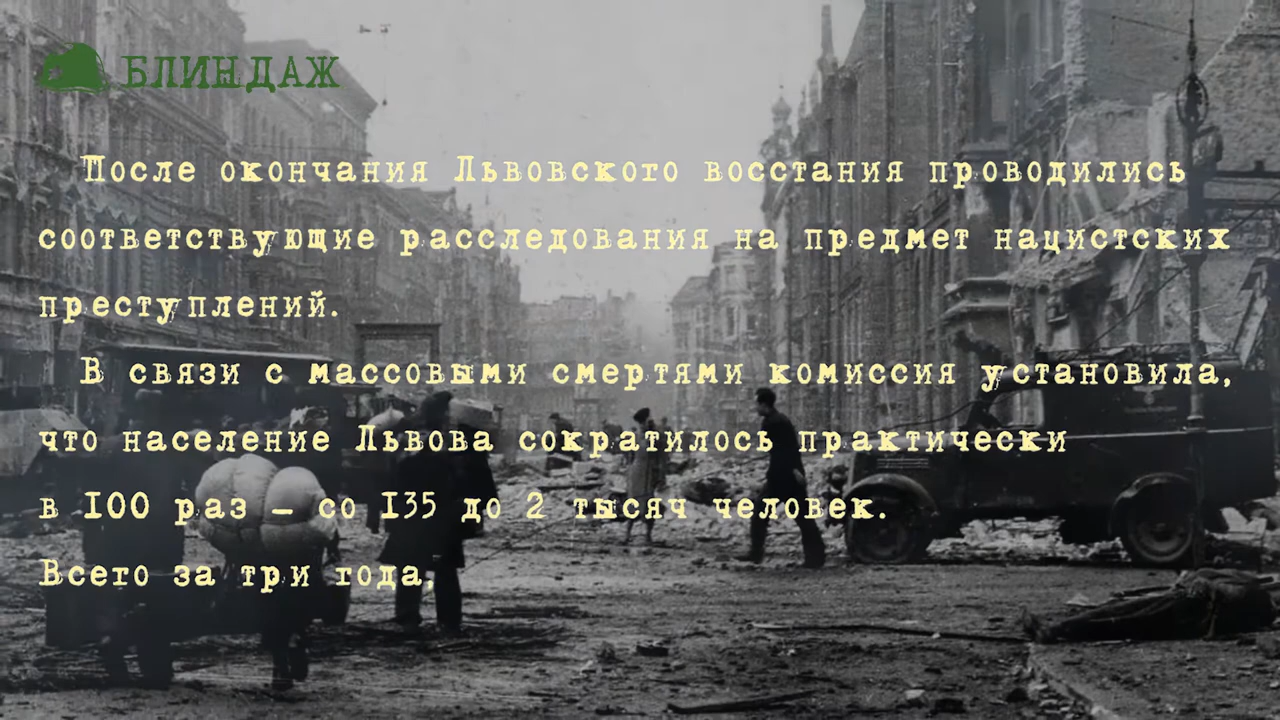 БЛИНДАЖ
После окончания Львовского восстания проводились
соответствующие расследования на предмет нацистских
преступлений.
В связи с массовыми смертями комиссия установила,
что население Львова сократилось практически
в 100 раз – со 135 до 2 тысяч человек.
Всего за три года,